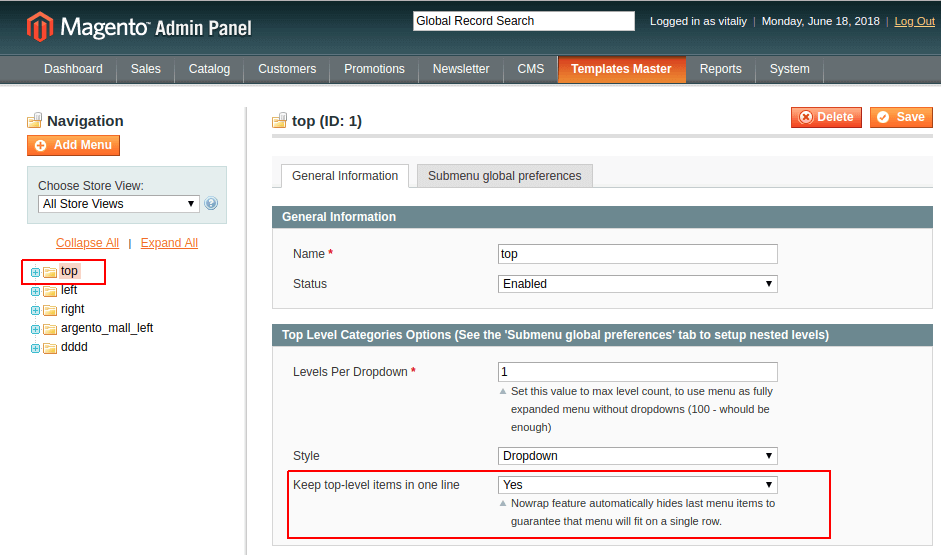 Magento™ Admin Panel
Global Record Search
Logged in as vitaliy | Monday, June 18, 2018 | Log Out
Dashboard Sales Catalog Customers Promotions Newsletter CMS Templates Master Reports System
Navigation
Add Menu
Choose Store View:
All Store Views
Collapse All | Expand All
top
left
right
argento_mall_left
dddd
top (ID: 1)
Delete Save
General Information Submenu global preferences
General Information
Name * top
Status Enabled
Top Level Categories Options (See the 'Submenu global preferences' tab to setup nested levels)
Levels Per Dropdown * 1
Set this value to max level count, to use menu as fully
expanded menu without dropdowns (100 - whould be
enough)
Style Dropdown
Keep top-level items in one line Yes
Nowrap feature automatically hides last menu items to
guarantee that menu will fit on a single row.